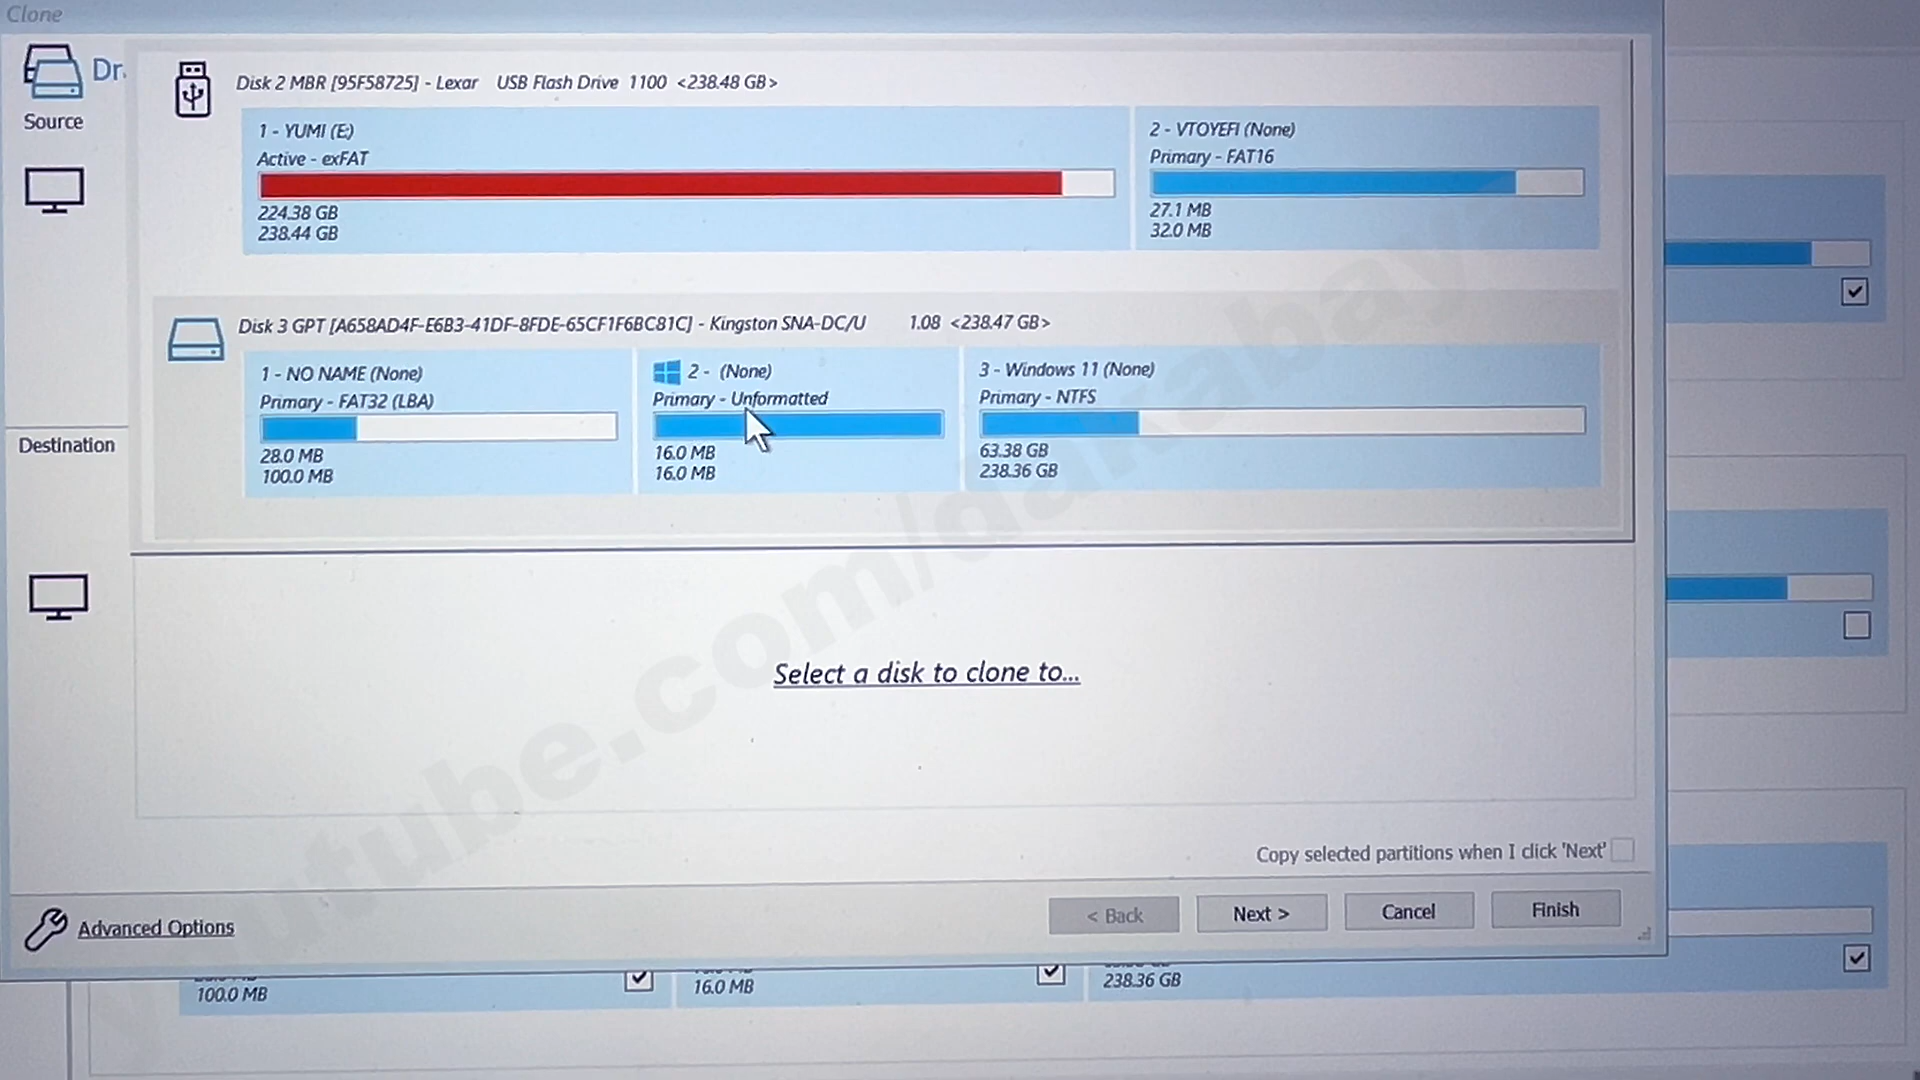 Clone
Dr
Source
Disk 2 MBR [95F58725] - Lexar USB Flash Drive 1100 <238.48 GB>
1 - YUMI (E:)
Active - exFAT
224.38 GB
238.44 GB
2 - VTOYEFI (None)
Primary - FAT16
27.1 MB
32.0 MB
Disk 3 GPT [A658AD4F-E6B3-41DF-8FDE-65CF1F6BC81C] - Kingston SNA-DC/U 1.08 <238.47 GB>
1 - NO NAME (None)
Primary - FAT32 (LBA)
28.0 MB
100.0 MB
2 - (None)
Primary - Unformatted
16.0 MB
16.0 MB
3 - Windows 11 (None)
Primary - NTFS
63.38 GB
238.36 GB
Destination
Select a disk to clone to...
Copy selected partitions when I click 'Next'
Advanced Options
< Back
Next >
Cancel
Finish
100.0 MB
16.0 MB
238.36 GB
youtube.com/dakabaya